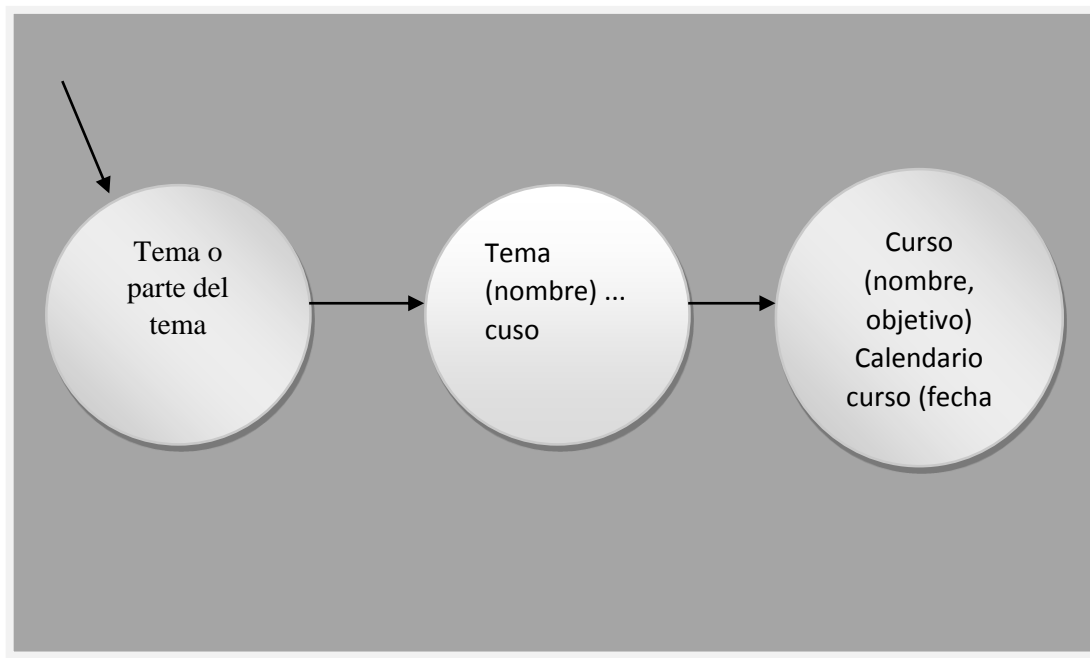 Tema o
parte del
tema
Tema
(nombre) ...
cuso
Curso
(nombre,
objetivo)
Calendario
curso (fecha